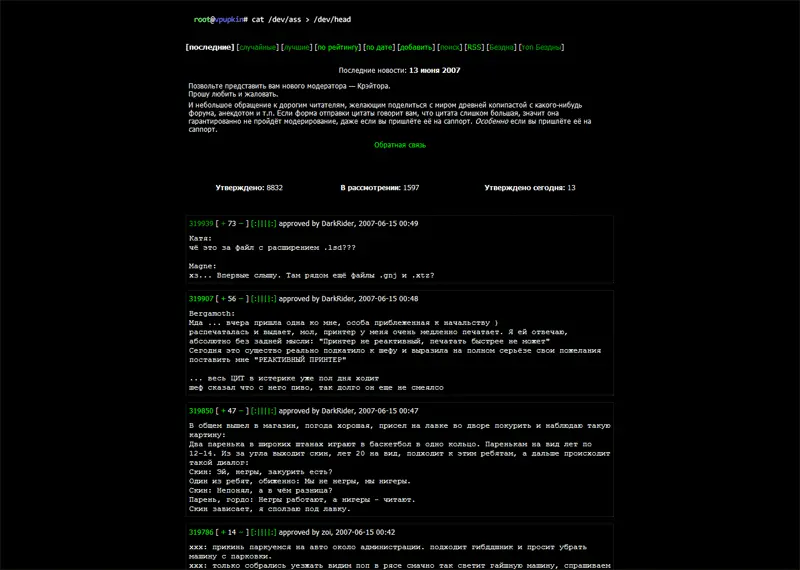 root@vpupkin# cat /dev/ass > /dev/head
[последние] [случайные] [лучшие] [по рейтингу] [по дате] [добавить] [поиск] [RSS] [Бездна] [топ Бездны]
Последние новости: 13 июня 2007
Позвольте представить вам нового модератора — Крэйтора.
Прошу любить и жаловать.
И небольшое обращение к дорогим читателям, желающим поделиться с миром древней копипастой с какого-нибудь
форума, анекдотом и т.п. Если форма отправки цитаты говорит вам, что цитата слишком большая, значит она
гарантированно не пройдёт модерирование, даже если вы пришлёте её на саппорт. Особенно если вы пришлёте её на
саппорт.
Обратная связь
Утверждено: 8832 В рассмотрении: 1597 Утверждено сегодня: 13
319939 [ + 73 − ] [:||||:] approved by DarkRider, 2007-06-15 00:49
Катя:
чё это за файл с расширением .lsd???
Magne:
хз... Впервые слышу. Там рядом ещё файлы .gnj и .xtz?
319907 [ + 56 − ] [:||||:] approved by DarkRider, 2007-06-15 00:48
Bergamoth:
Мда ... вчера пришла одна ко мне, особа приближенная к начальству )
распечаталась и выдает, мол, принтер у меня очень медленно печатает. Я ей отвечаю,
абсолютно без задней мысли: "Принтер не реактивный, печатать быстрее не может"
Сегодня это существо реально подкатило к шефу и выразила на полном серьёзе свои пожелания
поставить мне "РЕАКТИВНЫЙ ПРИНТЕР"
... весь ЦИТ в истерике уже пол дня ходит
шеф сказал что с него пиво, так долго он еще не смеялсо
319850 [ + 47 − ] [:||||:] approved by DarkRider, 2007-06-15 00:47
В общем вышел в магазин, погода хорошая, присел на лавке во дворе покурить и наблюдаю такую
картину:
Два паренька в широких штанах играют в баскетбол в одно кольцо. Паренькам на вид лет по
12-14. Из за угла выходит скин, лет 20 на вид, подходит к этим ребятам, а дальше происходит
такой диалог:
Скин: Эй, негры, закурить есть?
Один из ребят, обиженно: Мы не негры, мы нигеры.
Скин: Непонял, а в чём разница?
Парень, гордо: Негры работают, а нигеры - читают.
Скин зависает, я сползаю под лавку.
319786 [ + 14 − ] [:||||:] approved by zoi, 2007-06-15 00:42
xxx: прикинь паркуемся на авто около администрации. подходит гибддшник и просит убрать
машину с парковки.
xxx: только собрались уезжать видим поп в рясе смачно так светит гайшную машину, спрашиваем